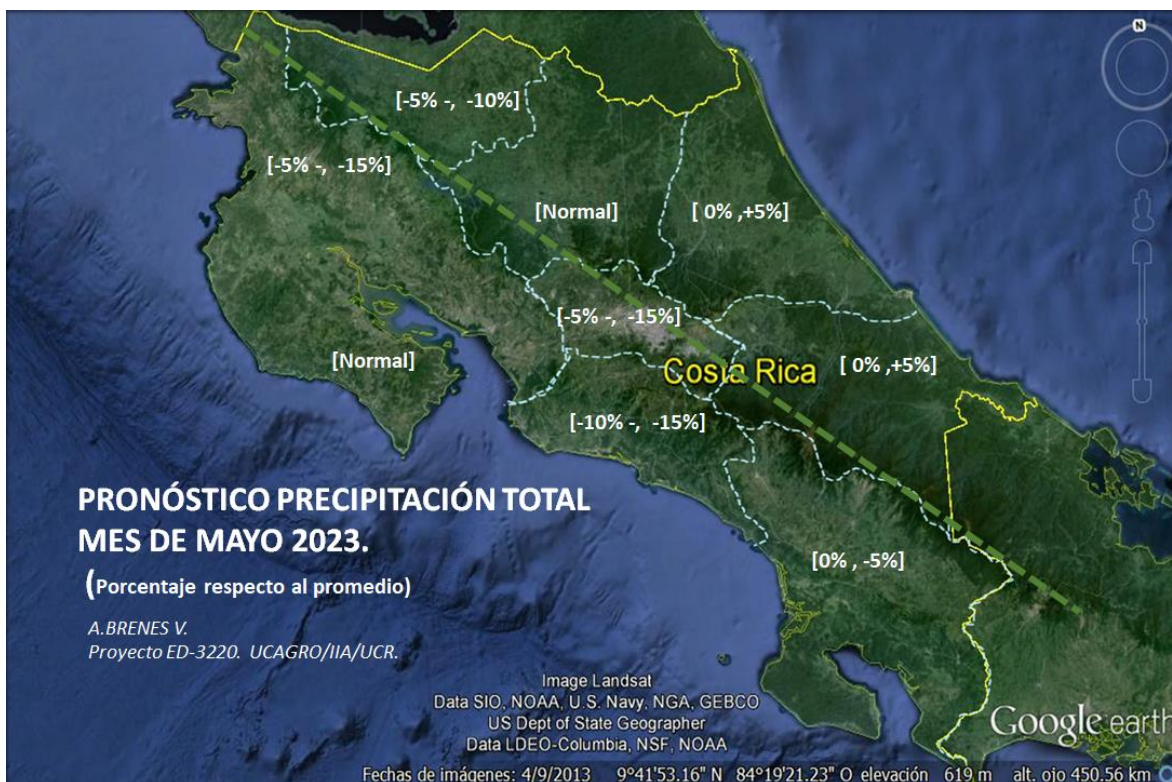 N
[-5% -, -10%]
[-5% -, -15%]
[Normal]
[ 0% ,+5%]
[-5% -, -15%]
[Normal]
Costa Rica
[ 0% ,+5%]
[-10% -, -15%]
PRONÓSTICO PRECIPITACIÓN TOTAL
MES DE MAYO 2023.
(Porcentaje respecto al promedio)
[0% , -5%]
A.BRENES V.
Proyecto ED-3220. UCAGRO/IIA/UCR.
Image Landsat
Data SIO, NOAA, U.S. Navy, NGA, GEBCO
US Dept of State Geographer
Data LDEO-Columbia, NSF, NOAA
Google earth
Fechas de imágenes: 4/9/2013 9°41'53.16" N 84°19'21.23" O elevación 619 m alt. ojo 450.56 km